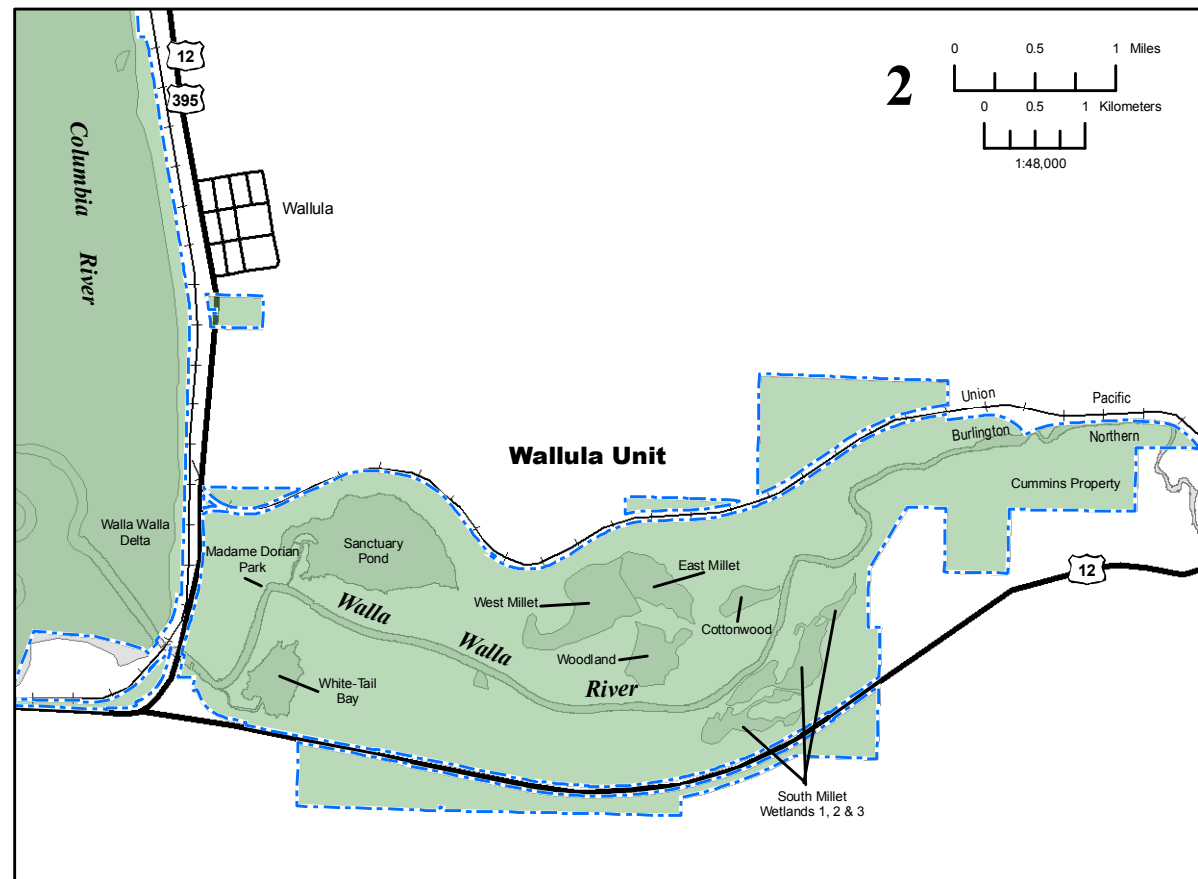 12
395
2
0 0.5 1 Miles
0 0.5 1 Kilometers
1:48,000
Columbia River
Wallula
Union Pacific
Burlington Northern
Wallula Unit
Cummins Property
Walla Walla
Delta
Madame Dorian
Park
Sanctuary
Pond
East Millet
West Millet
Cottonwood
Woodland
12
Walla Walla River
White-Tail
Bay
South Millet
Wetlands 1, 2 & 3